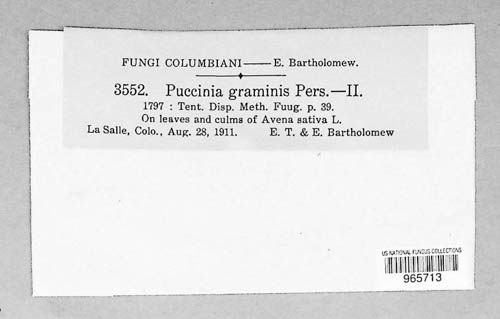 FUNGI COLUMBIANI——E. Bartholomew.
3552. Puccinia graminis Pers.—II.
1797 : Tent. Disp. Meth. Fuug. p. 39.
On leaves and culms of Avena sativa L.
La Salle, Colo., Aug. 28, 1911. E. T. & E. Bartholomew
US NATIONAL FUNGUS COLLECTIONS
965713